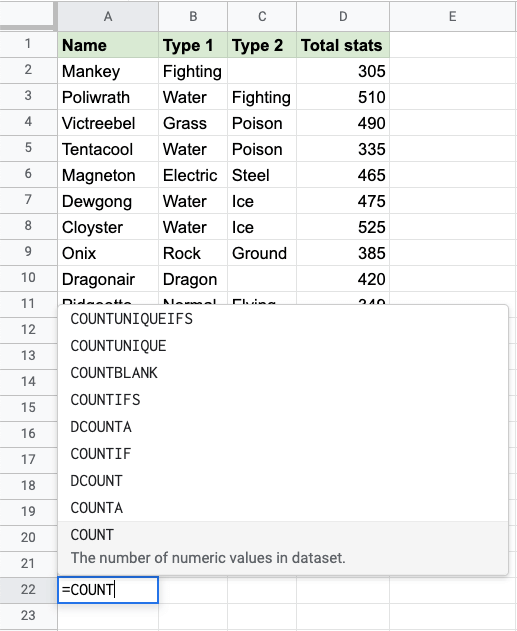 A B C D E
1 Name Type 1 Type 2 Total stats
2 Mankey Fighting 305
3 Poliwrath Water Fighting 510
4 Victreebel Grass Poison 490
5 Tentacool Water Poison 335
6 Magneton Electric Steel 465
7 Dewgong Water Ice 475
8 Cloyster Water Ice 525
9 Onix Rock Ground 385
10 Dragonair Dragon 420
11 Pidgeotto Normal Flying 349
12 COUNTUNIQUEIFS
13 COUNTUNIQUE
14 COUNTBLANK
15 COUNTIFS
16 DCOUNTA
17 COUNTIF
18 DCOUNT
19 COUNTA
20 COUNT
21 The number of numeric values in dataset.
22 =COUNT
23